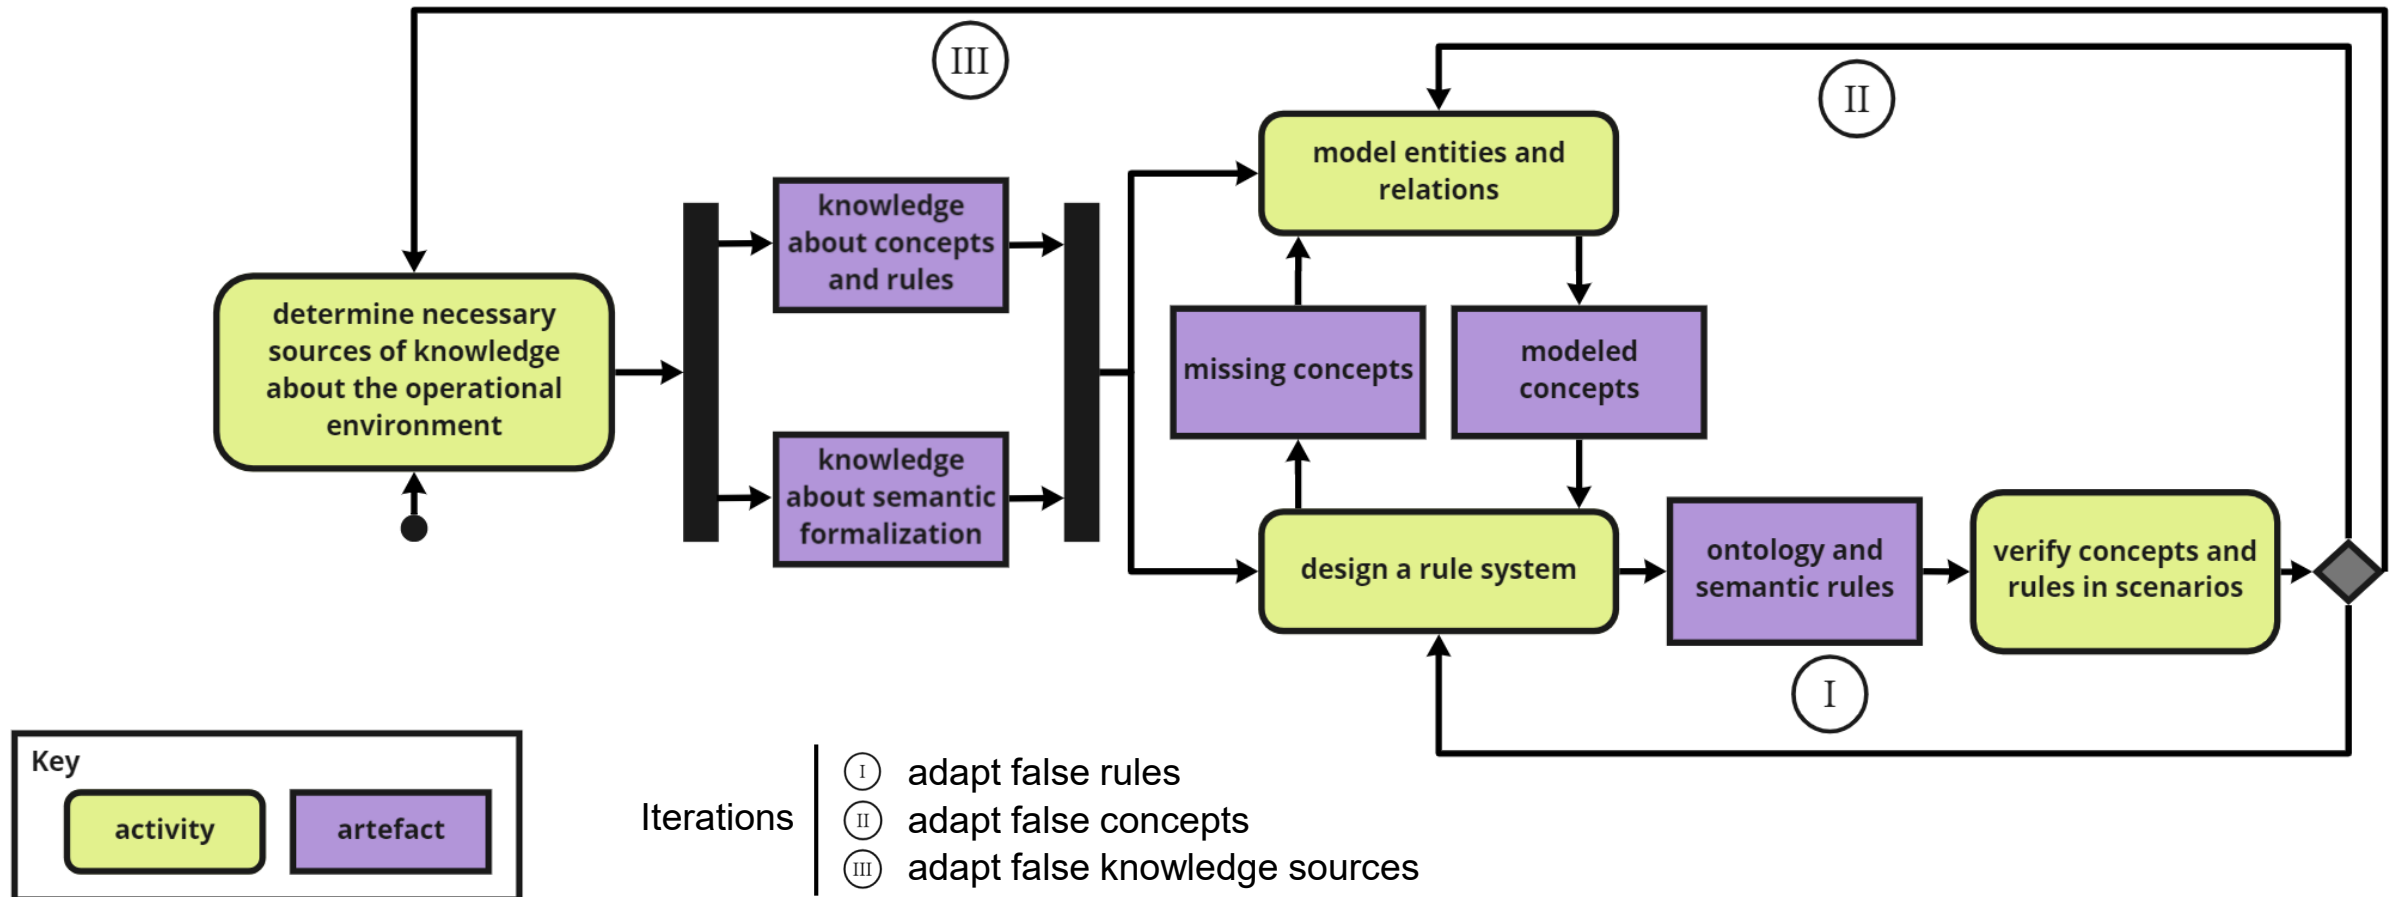 III
II
model entities and
relations
knowledge
about concepts
and rules
determine necessary
sources of knowledge
about the operational
environment
missing concepts
modeled
concepts
knowledge
about semantic
formalization
design a rule system
ontology and
semantic rules
verify concepts and
rules in scenarios
I
Key
activity
artefact
Iterations
I adapt false rules
II adapt false concepts
III adapt false knowledge sources